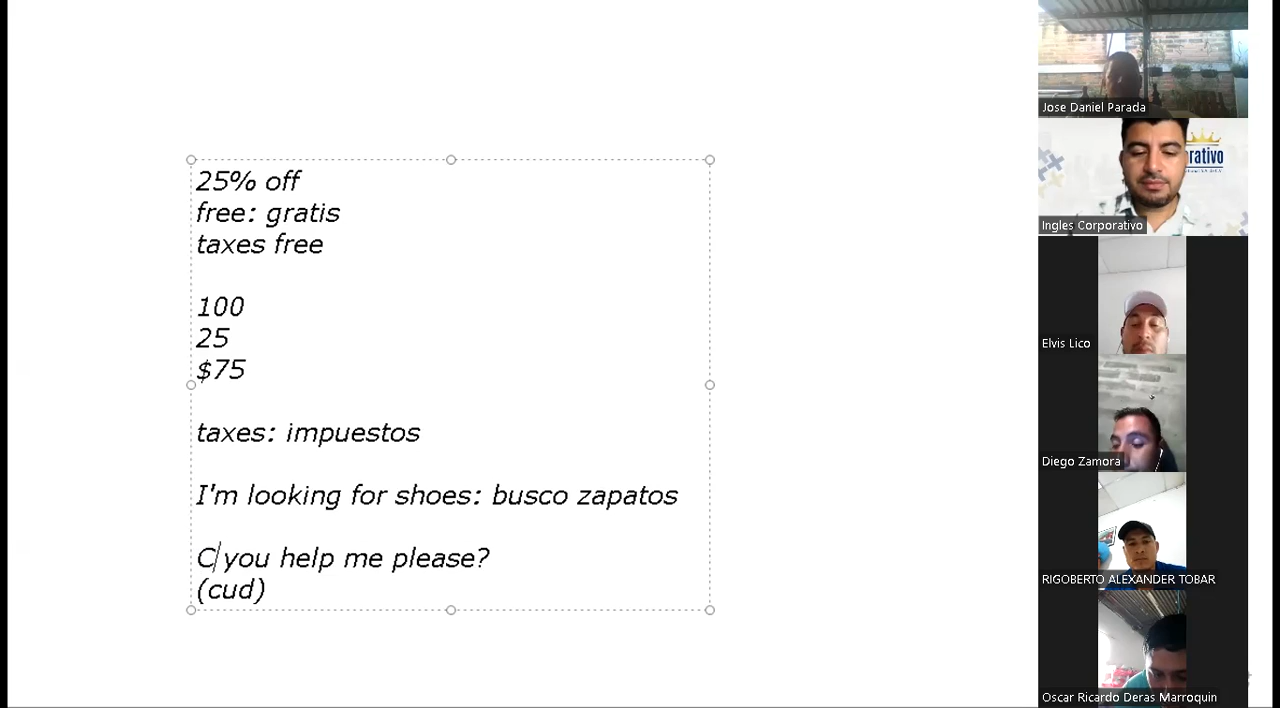 25% off
free: gratis
taxes free
100
25
$75
taxes: impuestos
I'm looking for shoes: busco zapatos
C you help me please?
(cud)
Jose Daniel Parada
rativo
Ingles Corporativo
Elvis Lico
Diego Zamora
RIGOBERTO ALEXANDER TOBAR
Oscar Ricardo Deras Marroquin